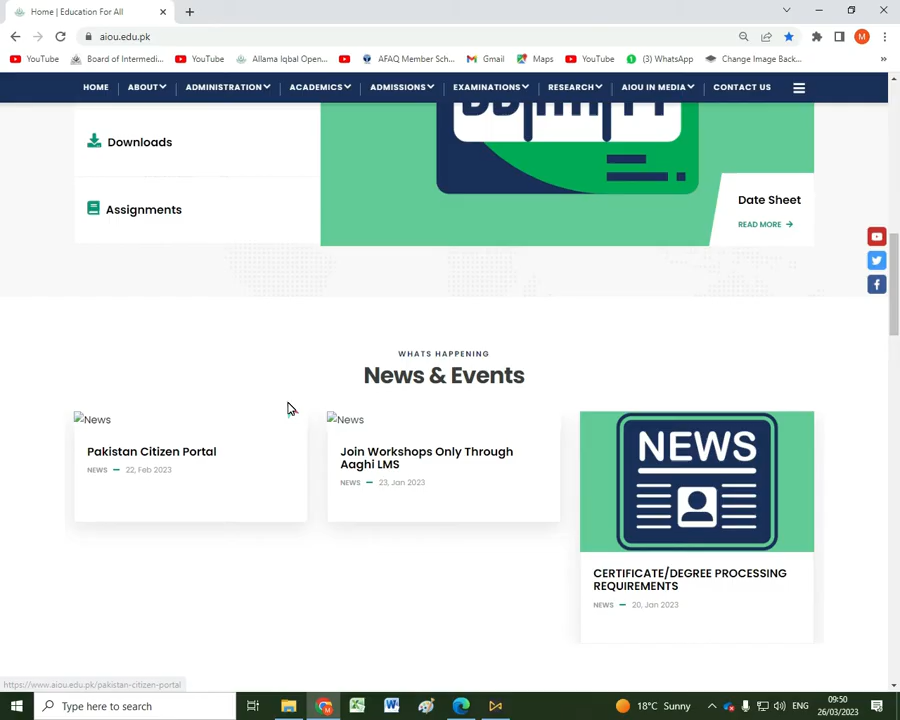 Home | Education For All
aiou.edu.pk
YouTube
Board of Intermedi...
YouTube
Allama Iqbal Open...
AFAQ Member Sch...
Gmail
Maps
YouTube
(3) WhatsApp
Change Image Back...
»
M
HOME
ABOUT
ADMINISTRATION
ACADEMICS
ADMISSIONS
EXAMINATIONS
RESEARCH
AIOU IN MEDIA
CONTACT US
Downloads
Assignments
Date Sheet
READ MORE
WHATS HAPPENING
News & Events
News
Pakistan Citizen Portal
NEWS 22, Feb 2023
News
Join Workshops Only Through
Aaghi LMS
NEWS 23, Jan 2023
NEWS
CERTIFICATE/DEGREE PROCESSING
REQUIREMENTS
NEWS 20, Jan 2023
https://www.aiou.edu.pk/pakistan-citizen-portal
Type here to search
18°C Sunny
ENG
09:50
26/03/2023